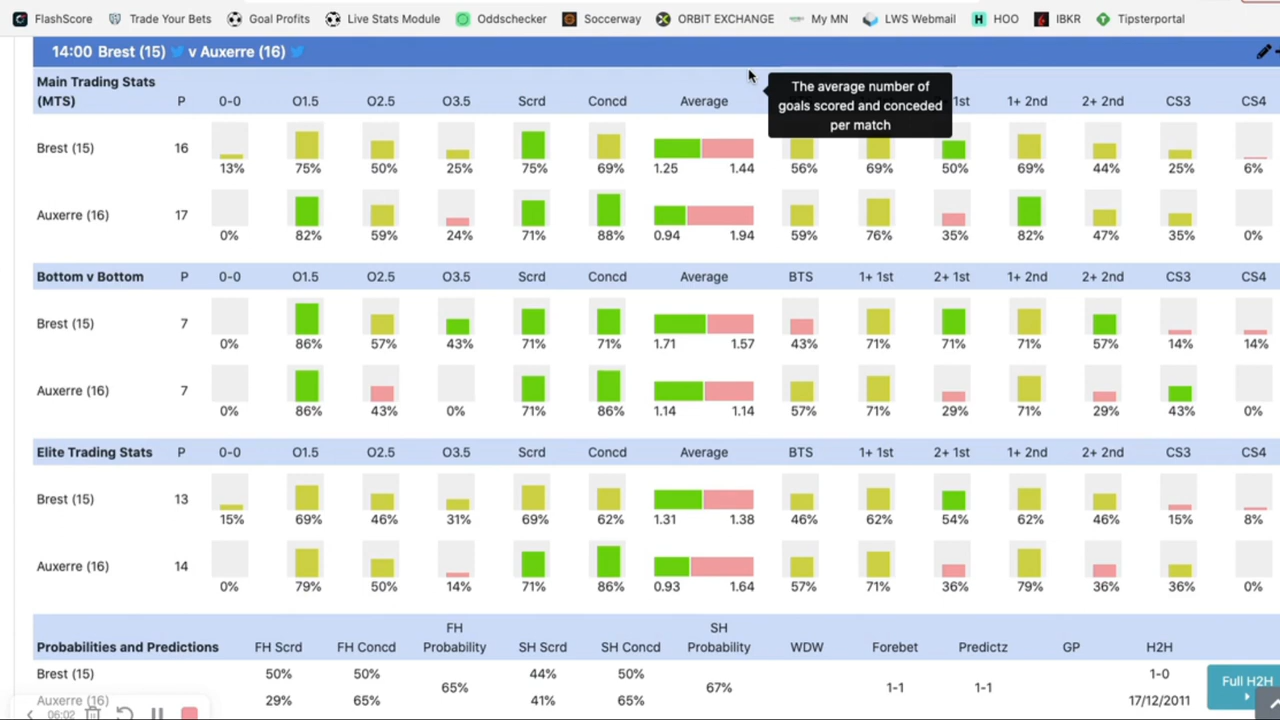 FlashScore Trade Your Bets Goal Profits Live Stats Module Oddschecker Soccerway ORBIT EXCHANGE My MN LWS Webmail HOO IBKR Tipsterportal
14:00 Brest (15) v Auxerre (16)
The average number of
goals scored and conceded
per match
Main Trading Stats
(MTS) P 0-0 O1.5 O2.5 O3.5 Scrd Concd Average 1st 1+ 2nd 2+ 2nd CS3 CS4
Brest (15) 16
13% 75% 50% 25% 75% 69% 1.25 1.44 56% 69% 50% 69% 44% 25% 6%
Auxerre (16) 17
0% 82% 59% 24% 71% 88% 0.94 1.94 59% 76% 35% 82% 47% 35% 0%
Bottom v Bottom P 0-0 O1.5 O2.5 O3.5 Scrd Concd Average BTS 1+ 1st 2+ 1st 1+ 2nd 2+ 2nd CS3 CS4
Brest (15) 7
0% 86% 57% 43% 71% 71% 1.71 1.57 43% 71% 71% 71% 57% 14% 14%
Auxerre (16) 7
0% 86% 43% 0% 71% 86% 1.14 1.14 57% 71% 29% 71% 29% 43% 0%
Elite Trading Stats P 0-0 O1.5 O2.5 O3.5 Scrd Concd Average BTS 1+ 1st 2+ 1st 1+ 2nd 2+ 2nd CS3 CS4
Brest (15) 13
15% 69% 46% 31% 69% 62% 1.31 1.38 46% 62% 54% 62% 46% 15% 8%
Auxerre (16) 14
0% 79% 50% 14% 71% 86% 0.93 1.64 57% 71% 36% 79% 36% 36% 0%
FH SH
Probabilities and Predictions FH Scrd FH Concd Probability SH Scrd SH Concd Probability WDW Forebet Predictz GP H2H
Brest (15) 50% 50% 44% 50% 1-0
65% 67% 1-1 1-1 Full H2H
Auxerre (16) 29% 65% 41% 65% 17/12/2011
06:02